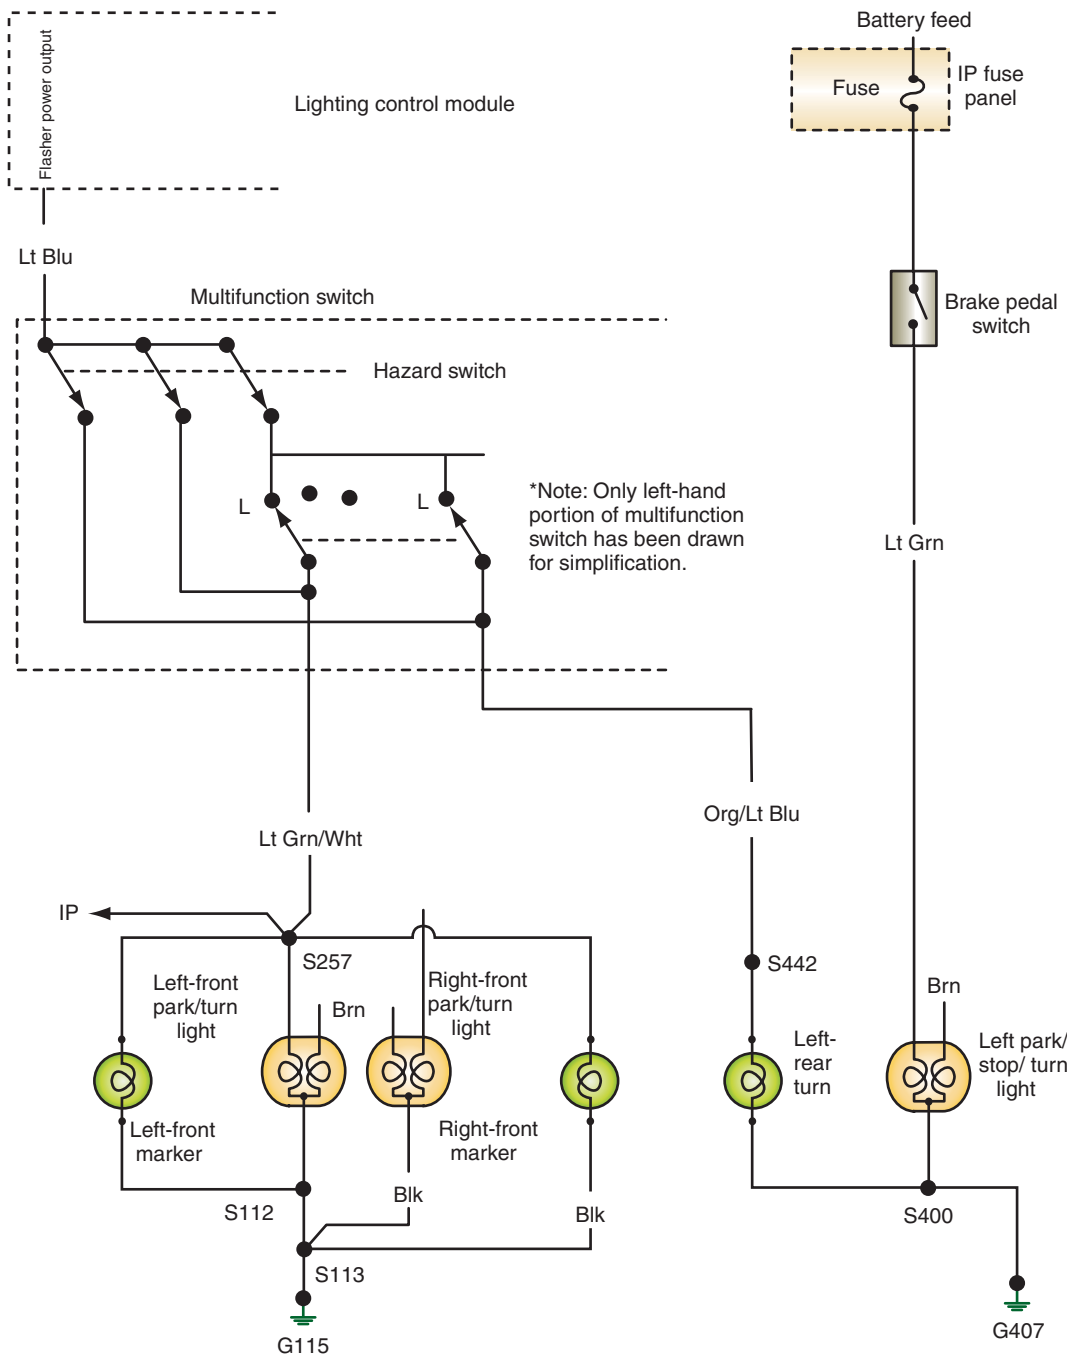 Battery feed
Flasher power output
Lighting control module
Fuse
IP fuse
panel
Lt Blu
Multifunction switch
Brake pedal
switch
Hazard switch
L
L
*Note: Only left-hand
portion of multifunction
switch has been drawn
for simplification.
Lt Grn
Org/Lt Blu
Lt Grn/Wht
IP
S257
S442
Left-front
park/turn
light
Brn
Right-front
park/turn
light
Brn
Left-
rear
turn
Left park/
stop/ turn
light
Left-front
marker
Right-front
marker
S112
Blk
Blk
S400
S113
G115
G407